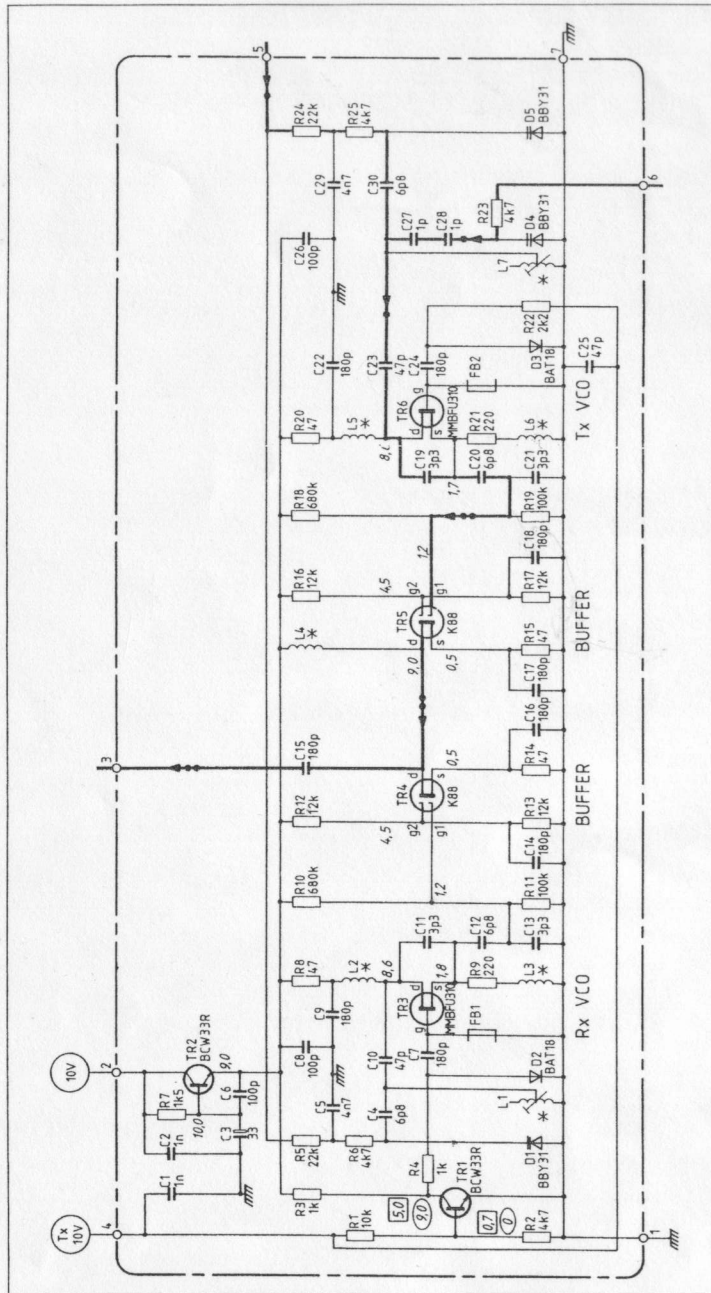 5
7
R24
22k
R25
4k7
D5
BBY31
C29
4n7
C30
6p8
6
C27
1p
C28
1p
R23
4k7
D4
BBY31
C26
100p
L7
*
R22
2k2
C22
180p
C23
47p
C24
180p
D3
BAT18
C25
47p
FB2
R20
47
L5
*
TR6
g
d
s
MMBFU310
R21
220
L6
*
Tx VCO
C19
3p3
C20
6p8
C21
3p3
1,7
R18
680k
R19
100k
1,2
C18
180p
R16
12k
4,5
g2
g1
R17
12k
L4
*
TR5
K88
d
s
9,0
0,5
R15
47
BUFFER
C17
180p
3
C15
180p
C16
180p
TR4
K88
d
s
0,5
R14
47
R12
12k
4,5
g2
g1
R13
12k
BUFFER
C14
180p
R10
680k
1,2
R11
100k
C11
3p3
C12
6p8
C13
3p3
R8
47
L2
*
8,6
1,8
TR3
g
d
s
MMBFU310
R9
220
L3
*
Rx VCO
C9
180p
C10
47p
C7
180p
FB1
C8
100p
D2
BAT18
10V
2
TR2
BCW33R
9,0
R7
1k5
10,0
C6
100p
C5
4n7
C4
6p8
L1
*
C2
1n
C3
33
R5
22k
R6
4k7
D1
BBY31
C1
1n
R3
1k
R4
1k
TR1
BCW33R
5,0
9,0
0,7
0
Tx
10V
4
R1
10k
R2
4k7
1